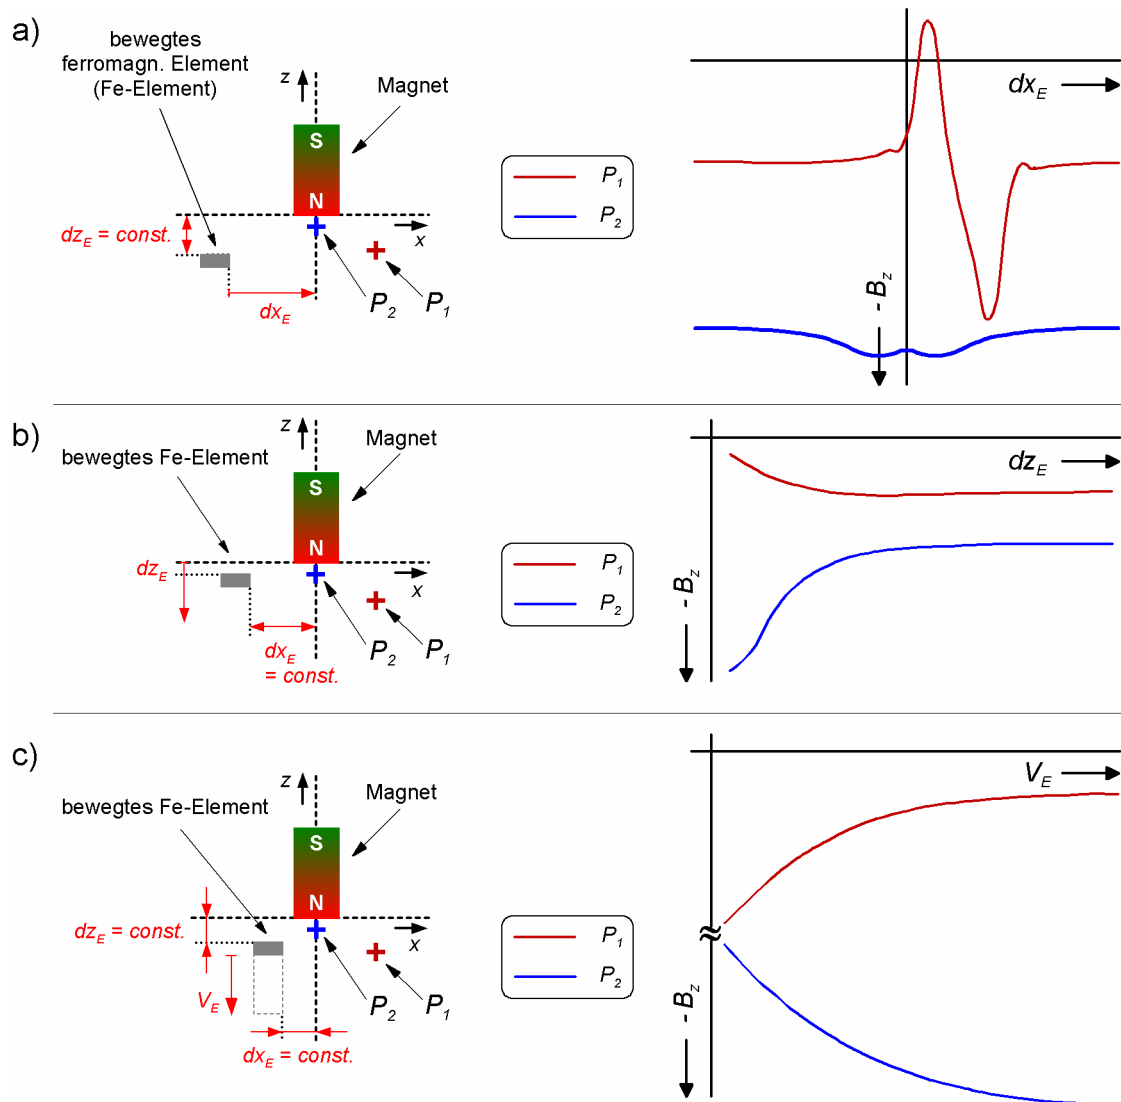 a)
bewegtes
ferromagn. Element
(Fe-Element)
z
Magnet
S
N
dz_E = const.
x
dx_E
P_2
P_1
P_1
P_2
dx_E
- B_z
b)
bewegtes Fe-Element
z
Magnet
S
N
dz_E
x
dx_E
= const.
P_2
P_1
P_1
P_2
dz_E
- B_z
c)
bewegtes Fe-Element
z
Magnet
S
N
dz_E = const.
x
V_E
P_2
P_1
dx_E = const.
P_1
P_2
V_E
- B_z